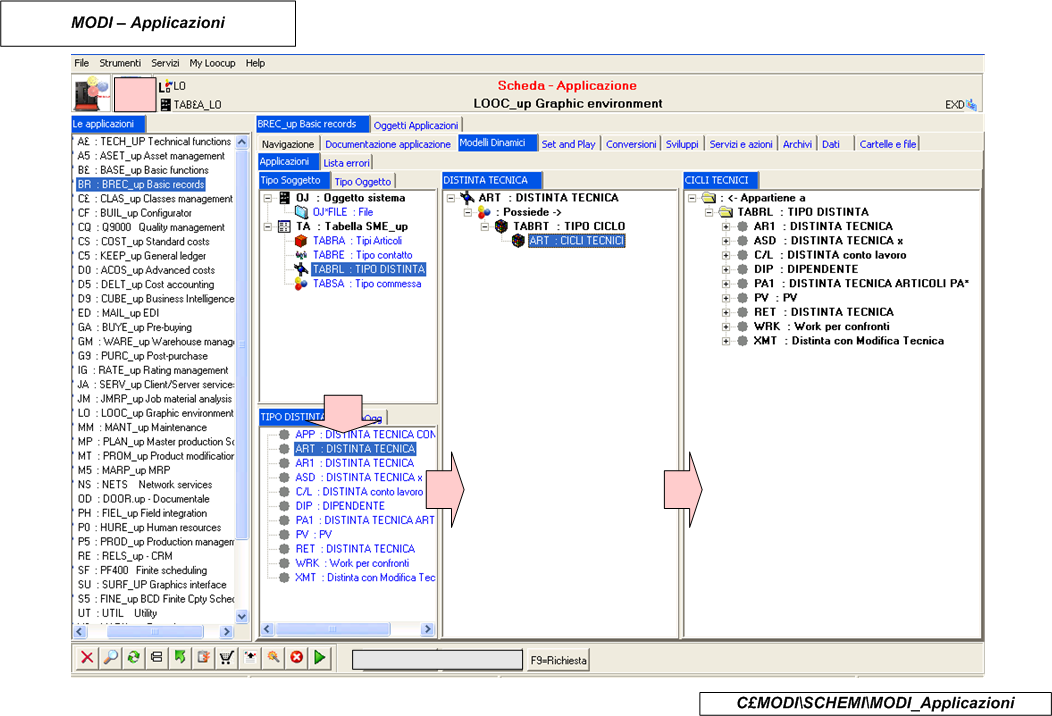 MODI – Applicazioni
File Strumenti Servizi My Loocup Help
LO
TAB£A_LO
Scheda - Applicazione
LOOC_up Graphic environment
EXD
Le applicazioni
A£ : TECH_UP Technical functions
A5 : ASET_up Asset management
B£ : BASE_up Basic functions
BR : BREC_up Basic records
C£ : CLAS_up Classes management
CF : BUIL_up Configurator
CQ : Q9000 Quality management
CS : COST_up Standard costs
C5 : KEEP_up General ledger
D0 : ACOS_up Advanced costs
D5 : DELT_up Cost accounting
D9 : CUBE_up Business Intelligence
ED : MAIL_up EDI
GA : BUYE_up Pre-buying
GM : WARE_up Warehouse manag
G9 : PURC_up Post-purchase
IG : RATE_up Rating management
JA : SERV_up Client/Server service
JM : JMRP_up Job material analysis
LO : LOOC_up Graphic environment
MM : MANT_up Maintenance
MP : PLAN_up Master production Sc
MT : PROM_up Product modification
M5 : MARP_up MRP
NS : NETS Network services
OD : DOOR.up - Documentale
PH : FIEL_up Field integration
P0 : HURE_up Human resources
P5 : PROD_up Production managem
RE : RELS_up - CRM
SF : PF400 Finite scheduling
SU : SURF_UP Graphics interface
S5 : FINE_up BCD Finite Cpty Sched
UT : UTIL Utility
BREC_up Basic records Oggetti Applicazioni
Navigazione Documentazione applicazione Modelli Dinamici Set and Play Conversioni Sviluppi Servizi e azioni Archivi Dati Cartelle e file
Applicazioni Lista errori
Tipo Soggetto Tipo Oggetto
OJ : Oggetto sistema
OJ*FILE : File
TA : Tabella SME_up
TABRA : Tipi Articoli
TABRE : Tipo contatto
TABRL : TIPO DISTINTA
TABSA : Tipo commessa
TIPO DISTINTA
APP : DISTINTA TECNICA CON
ART : DISTINTA TECNICA
AR1 : DISTINTA TECNICA
ASD : DISTINTA TECNICA x
C/L : DISTINTA conto lavoro
DIP : DIPENDENTE
PA1 : DISTINTA TECNICA ART
PV : PV
RET : DISTINTA TECNICA
WRK : Work per confronti
XMT : Distinta con Modifica Tec
DISTINTA TECNICA
ART : DISTINTA TECNICA
: Possiede ->
TABRT : TIPO CICLO
ART : CICLI TECNICI
CICLI TECNICI
: <- Appartiene a
TABRL : TIPO DISTINTA
AR1 : DISTINTA TECNICA
ASD : DISTINTA TECNICA x
C/L : DISTINTA conto lavoro
DIP : DIPENDENTE
PA1 : DISTINTA TECNICA ARTICOLI PA*
PV : PV
RET : DISTINTA TECNICA
WRK : Work per confronti
XMT : Distinta con Modifica Tecnica
F9=Richiesta
C£MODI\SCHEMI\MODI_Applicazioni